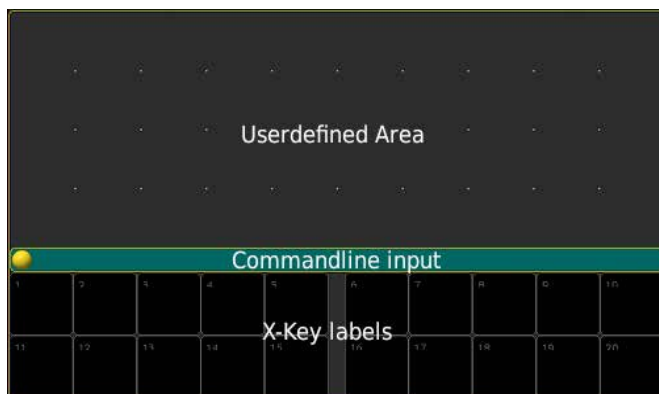 Userdefined Area
Commandline input
1 2 3 4 5 6 7 8 9 10
X-Key labels
11 12 13 14 15 16 17 18 19 20